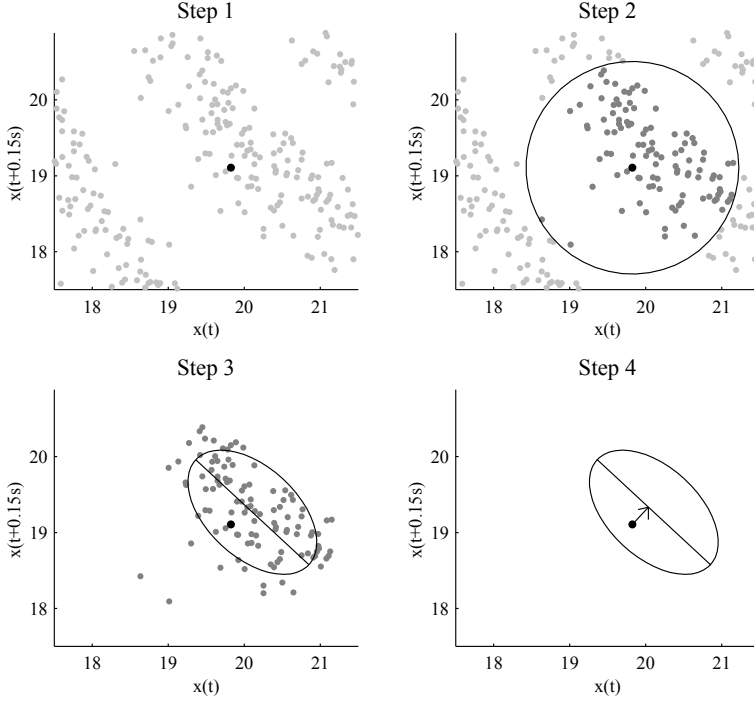 Step 1
20
19
18
x(t+0.15s)
18 19 20 21
x(t)
Step 2
20
19
18
x(t+0.15s)
18 19 20 21
x(t)
Step 3
20
19
18
x(t+0.15s)
18 19 20 21
x(t)
Step 4
20
19
18
x(t+0.15s)
18 19 20 21
x(t)